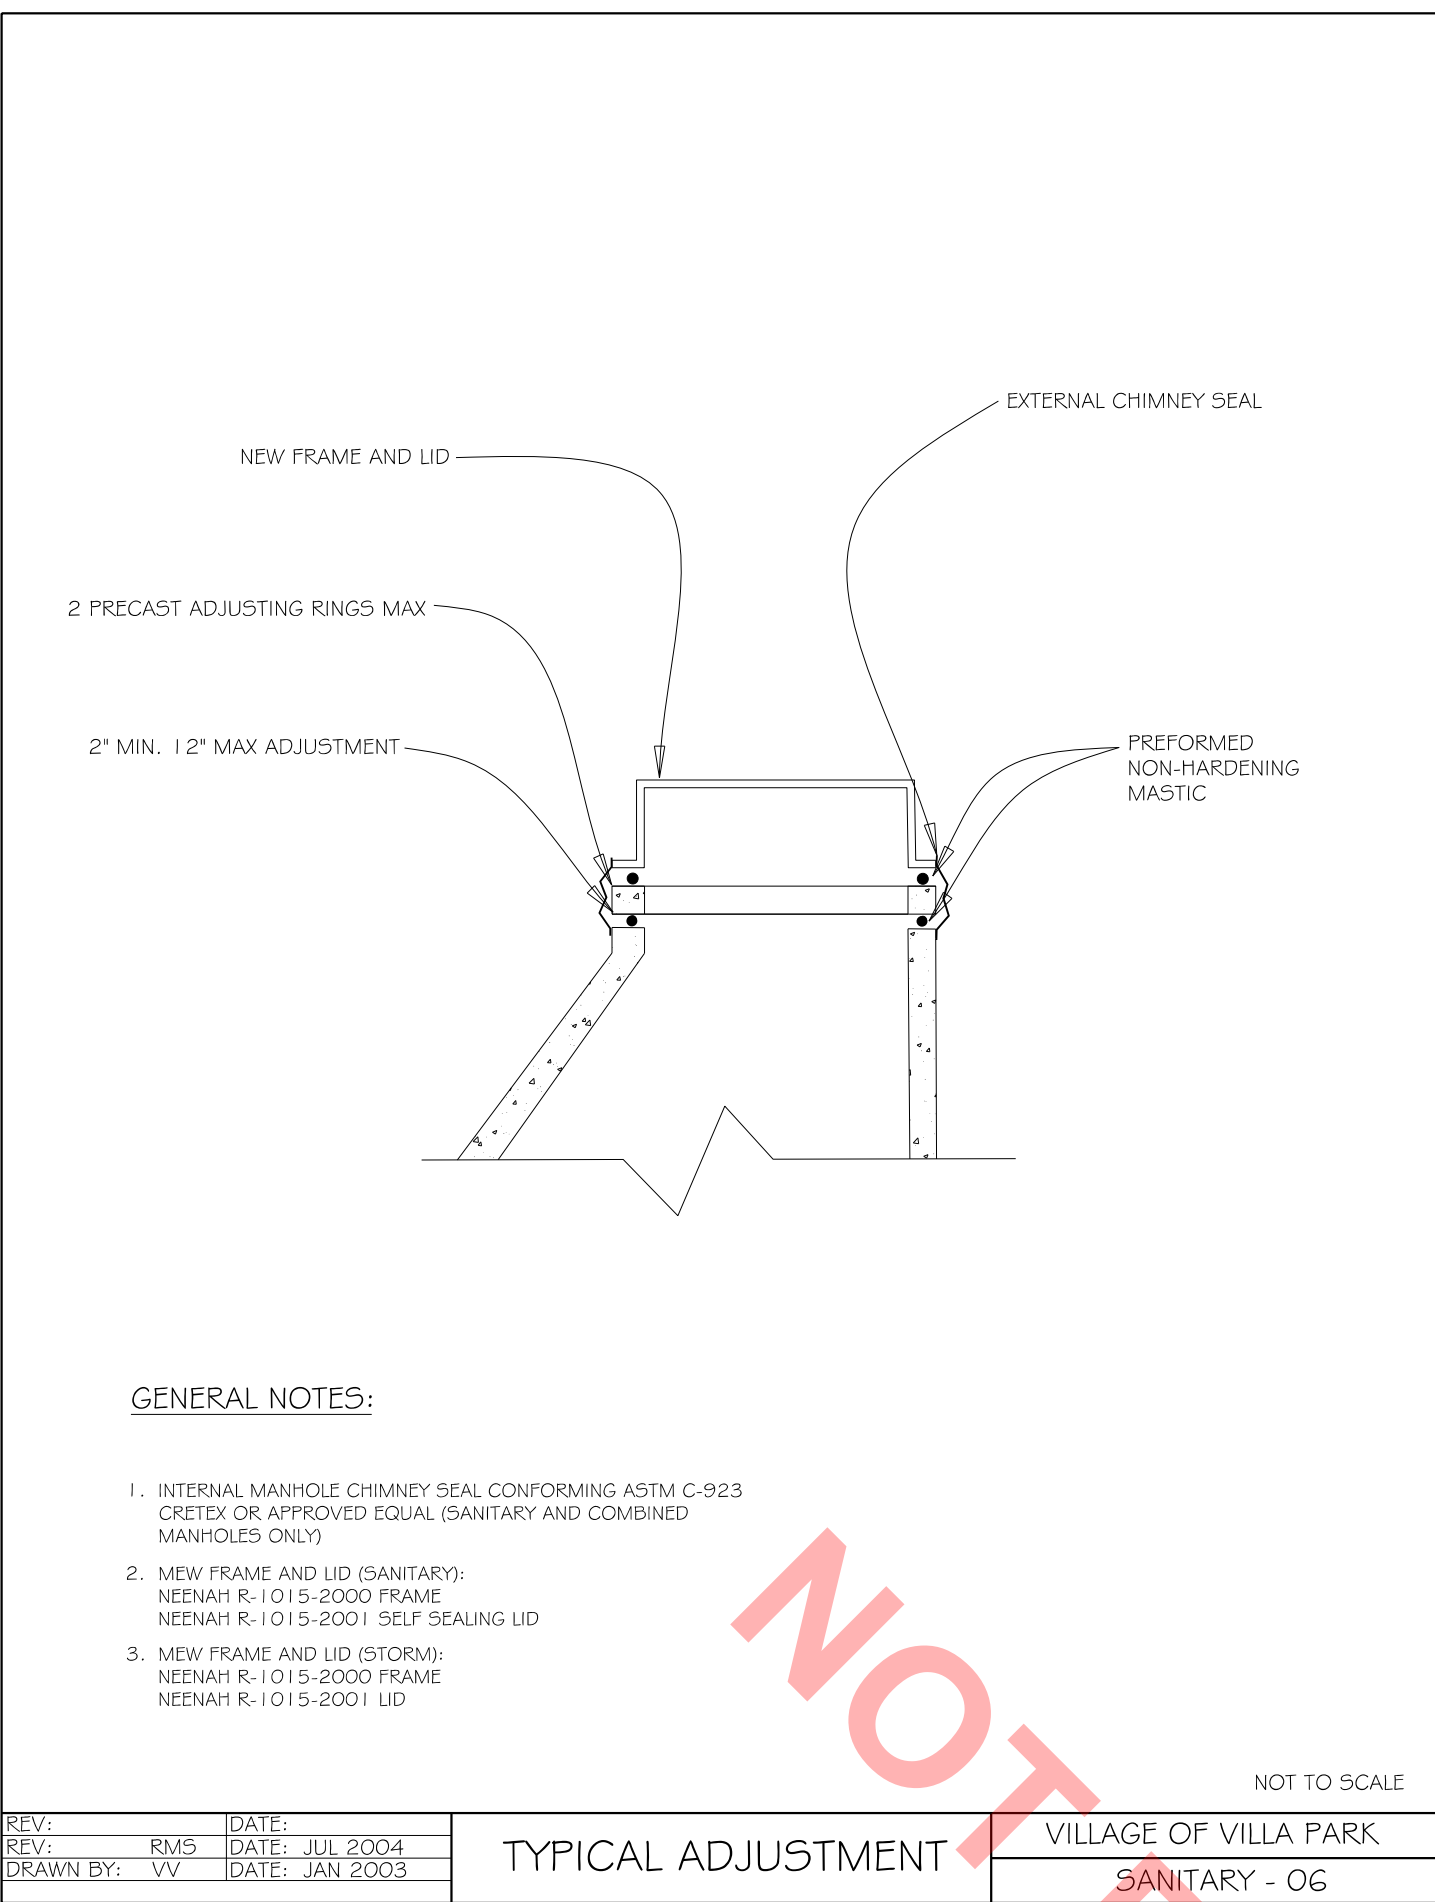 EXTERNAL CHIMNEY SEAL
NEW FRAME AND LID
2 PRECAST ADJUSTING RINGS MAX
2" MIN. 12" MAX ADJUSTMENT
PREFORMED
NON-HARDENING
MASTIC
GENERAL NOTES:
1. INTERNAL MANHOLE CHIMNEY SEAL CONFORMING ASTM C-923
CRETEX OR APPROVED EQUAL (SANITARY AND COMBINED
MANHOLES ONLY)
2. MEW FRAME AND LID (SANITARY):
NEENAH R-1015-2000 FRAME
NEENAH R-1015-2001 SELF SEALING LID
3. MEW FRAME AND LID (STORM):
NEENAH R-1015-2000 FRAME
NEENAH R-1015-2001 LID
NOT
NOT TO SCALE
REV: DATE:
REV: RMS DATE: JUL 2004
DRAWN BY: VV DATE: JAN 2003
TYPICAL ADJUSTMENT
VILLAGE OF VILLA PARK
SANITARY - 06